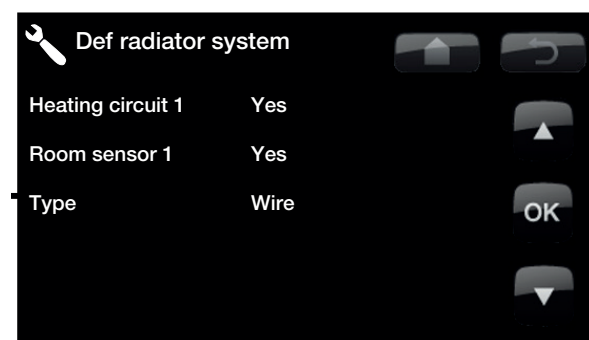 Def radiator system
Heating circuit 1 Yes
Room sensor 1 Yes
Type Wire
OK